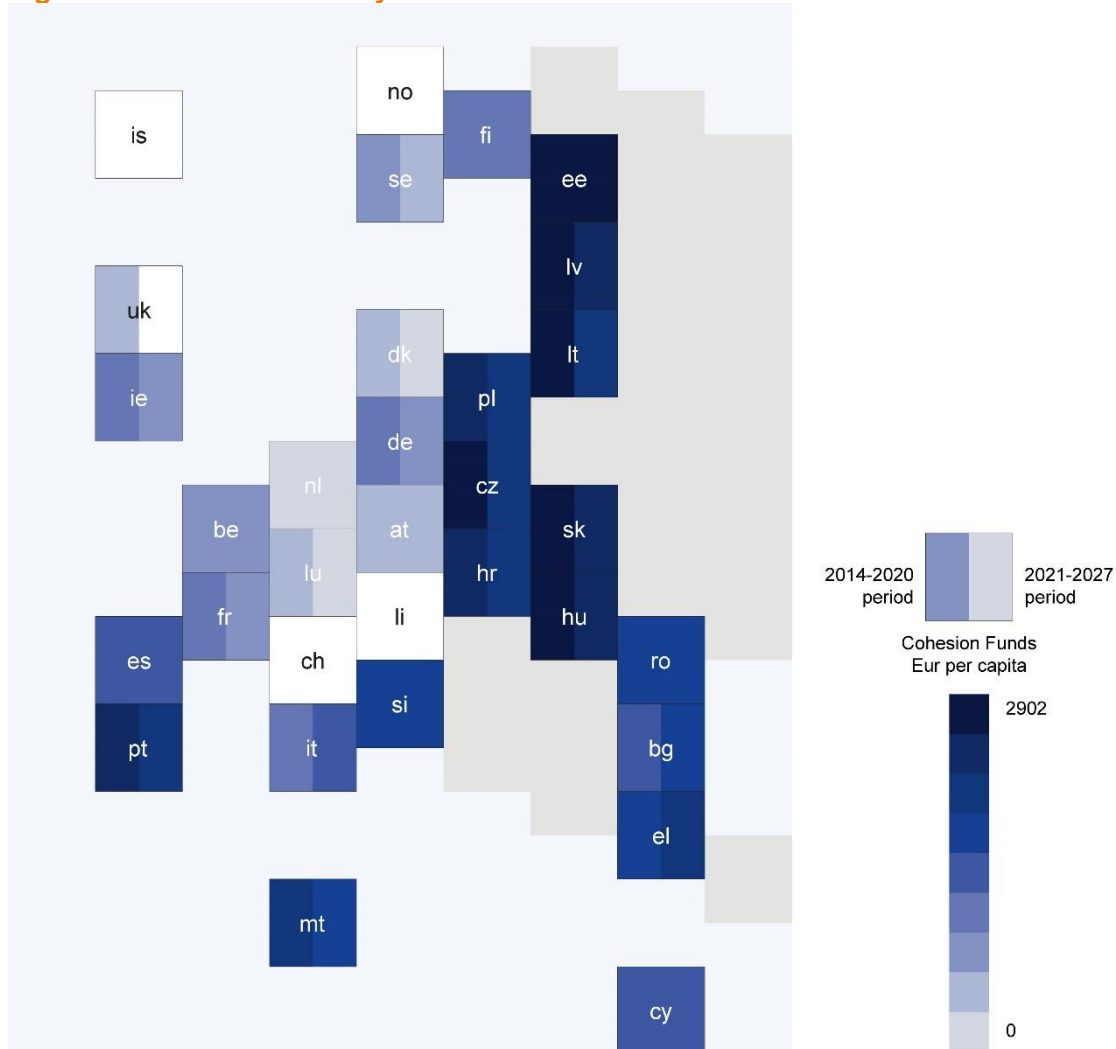 no
is
fi
se
ee
lv
uk
dk
lt
ie
pl
de
nl
cz
be
at
sk
lu
hr
fr
li
hu
es
ch
ro
si
pt
it
bg
el
mt
cy
2014-2020
period
2021-2027
period
Cohesion Funds
Eur per capita
2902
0